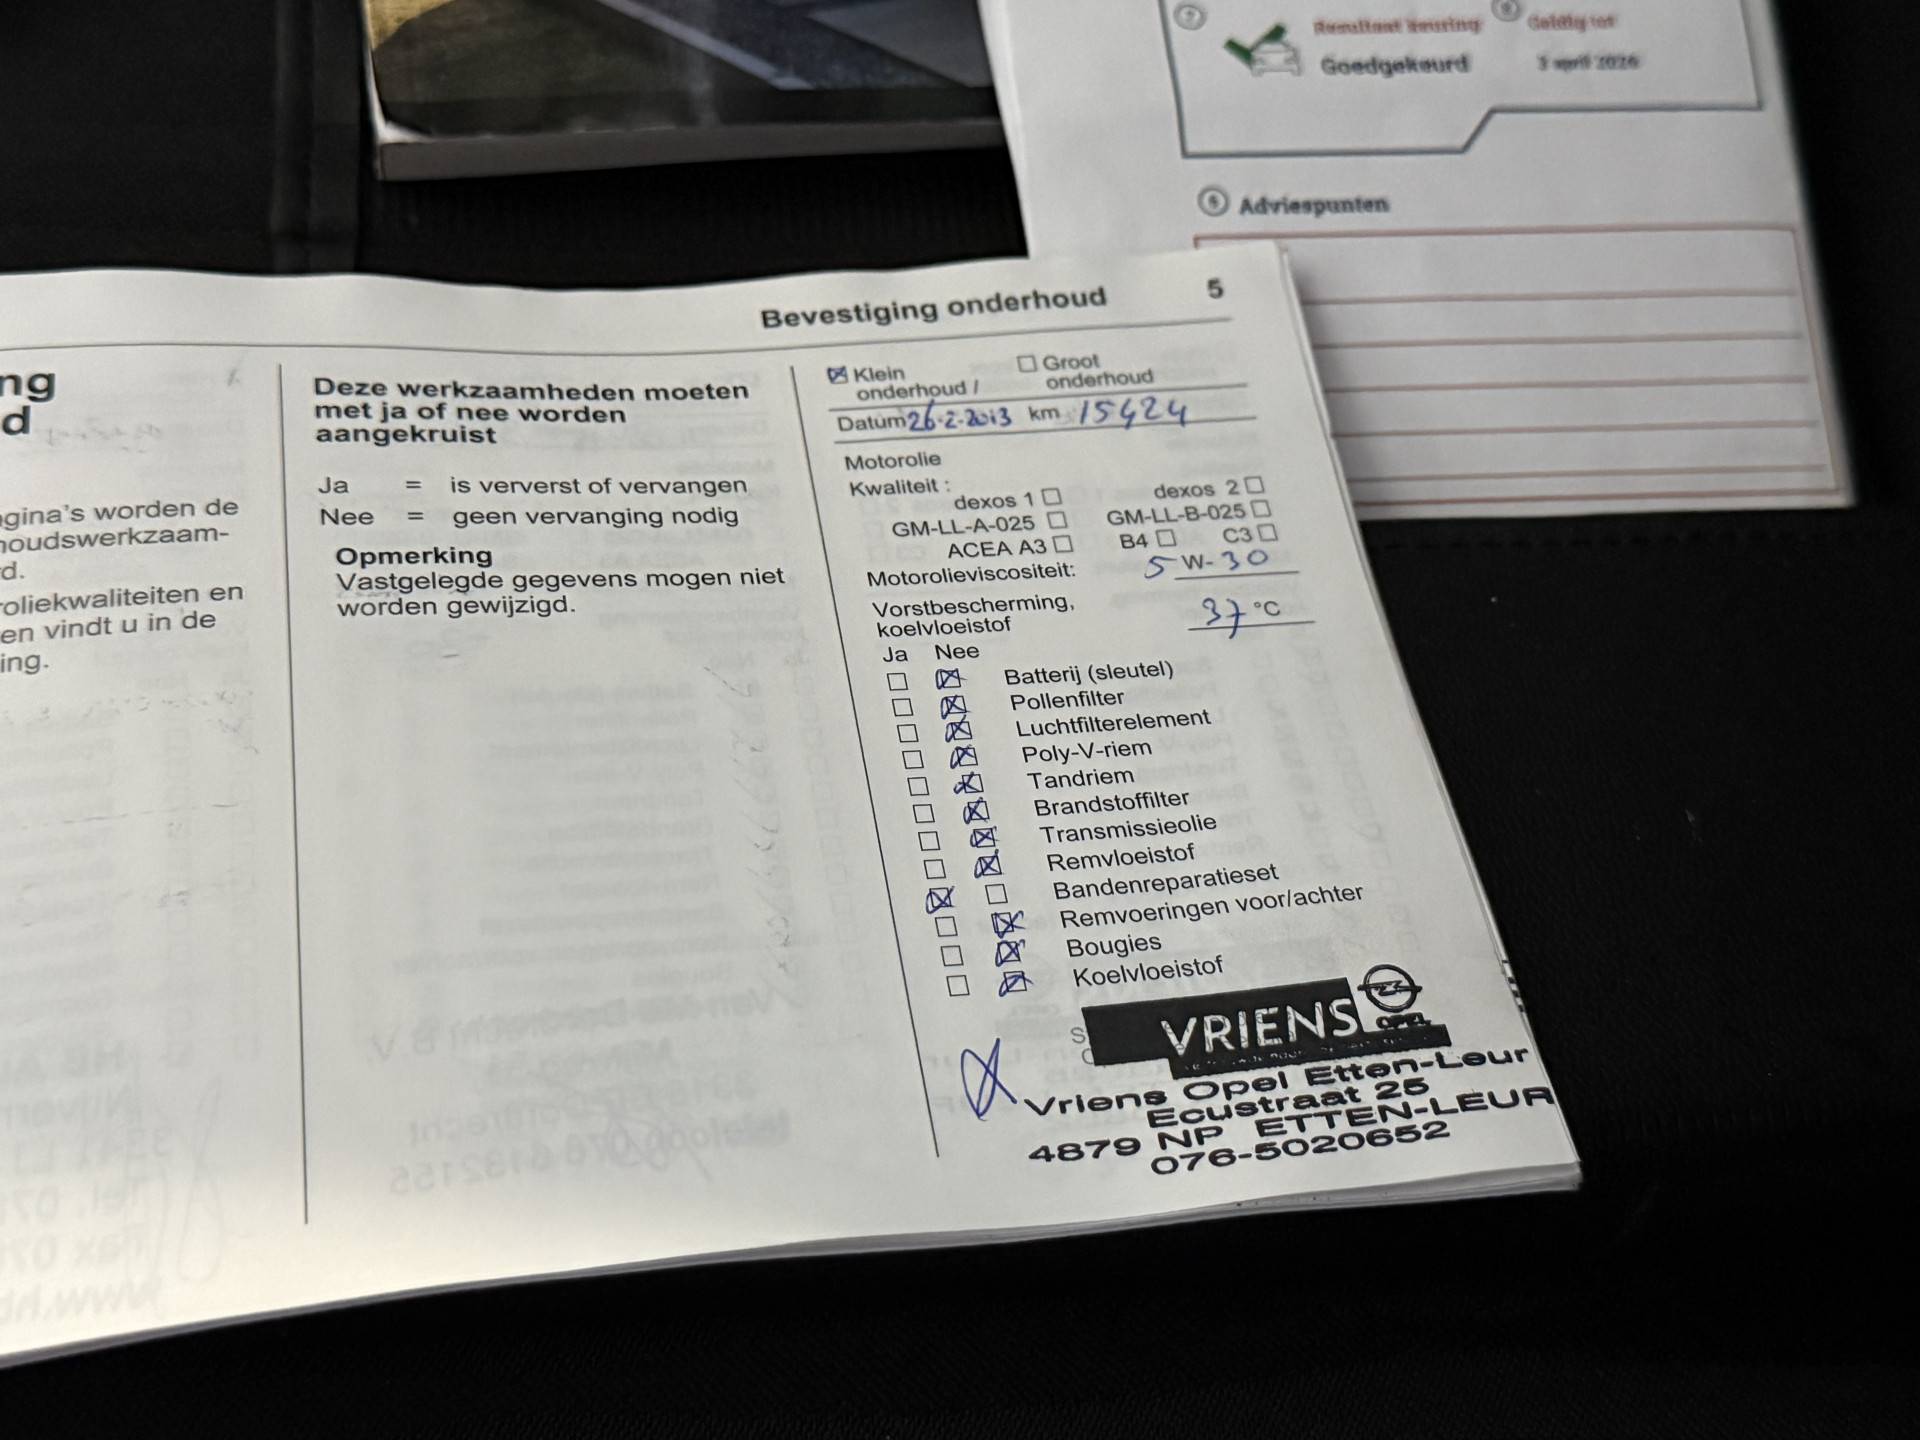 Resultaat keuring
Geldig tot
Goedgekeurd
3 april 2026
Adviespunten
Bevestiging onderhoud 5
ng
d
agina's worden de
houdswerkzaam-
d.
roliekwaliteiten en
en vindt u in de
ing.
Deze werkzaamheden moeten
met ja of nee worden
aangekruist
Ja = is ververst of vervangen
Nee = geen vervanging nodig
Opmerking
Vastgelegde gegevens mogen niet
worden gewijzigd.
Klein Groot
onderhoud / onderhoud
Datum 26-2-2013 km 15424
Motorolie
Kwaliteit :
dexos 1 dexos 2
GM-LL-A-025 GM-LL-B-025
ACEA A3 B4 C3
Motorolieviscositeit: 5 W-30
Vorstbescherming,
koelvloeistof 37 °C
Ja Nee
Batterij (sleutel)
Pollenfilter
Luchtfilterelement
Poly-V-riem
Tandriem
Brandstoffilter
Transmissieolie
Remvloeistof
Bandenreparatieset
Remvoeringen voor/achter
Bougies
Koelvloeistof
VRIENS
OPEL
Vriens Opel Etten-Leur
Ecustraat 25
4879 NP ETTEN-LEUR
076-5020652